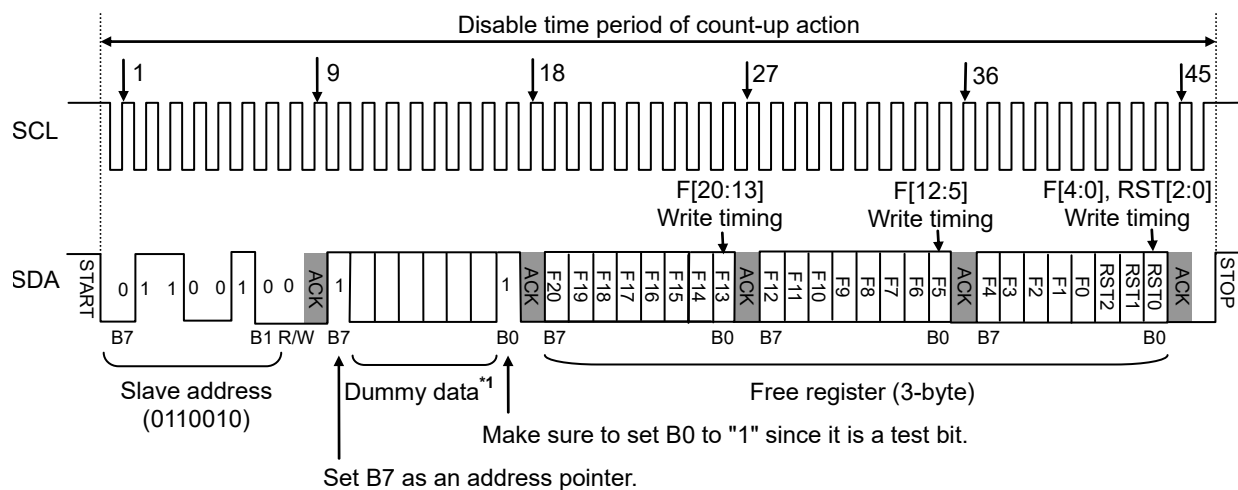 Disable time period of count-up action
1 9 18 27 36 45
SCL
F[20:13] F[12:5] F[4:0], RST[2:0]
Write timing Write timing Write timing
SDA START 0 1 1 0 0 1 0 0 ACK 1 1 ACK F20 F19 F18 F17 F16 F15 F14 F13 ACK F12 F11 F10 F9 F8 F7 F6 F5 ACK F4 F3 F2 F1 F0 RST2 RST1 RST0 ACK STOP
B7 B1 R/W B7 B0 B7 B0 B7 B0 B7 B0
Slave address Dummy data*1 Free register (3-byte)
(0110010)
Make sure to set B0 to "1" since it is a test bit.
Set B7 as an address pointer.